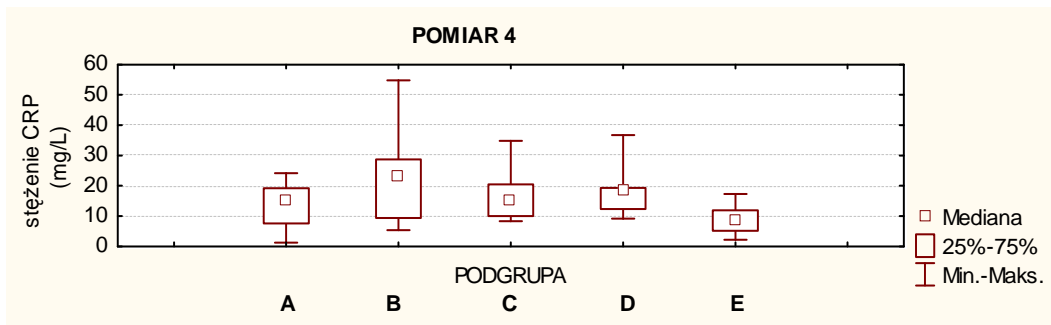 POMIAR 4
60
50
40
30
20
10
0
stężenie CRP
(mg/L)
PODGRUPA
A B C D E
Mediana
25%-75%
Min.-Maks.